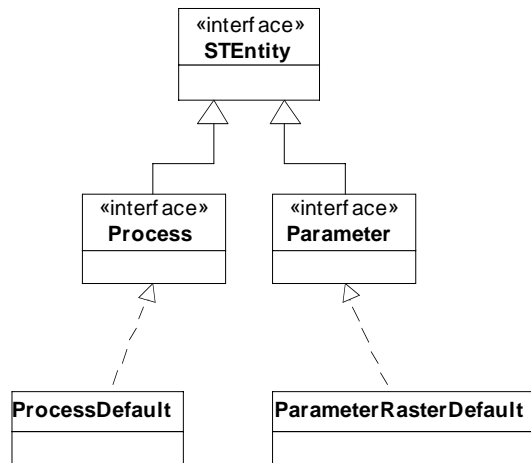 «interface»
STEntity
«interface»
Process
«interface»
Parameter
ProcessDefault
ParameterRasterDefault